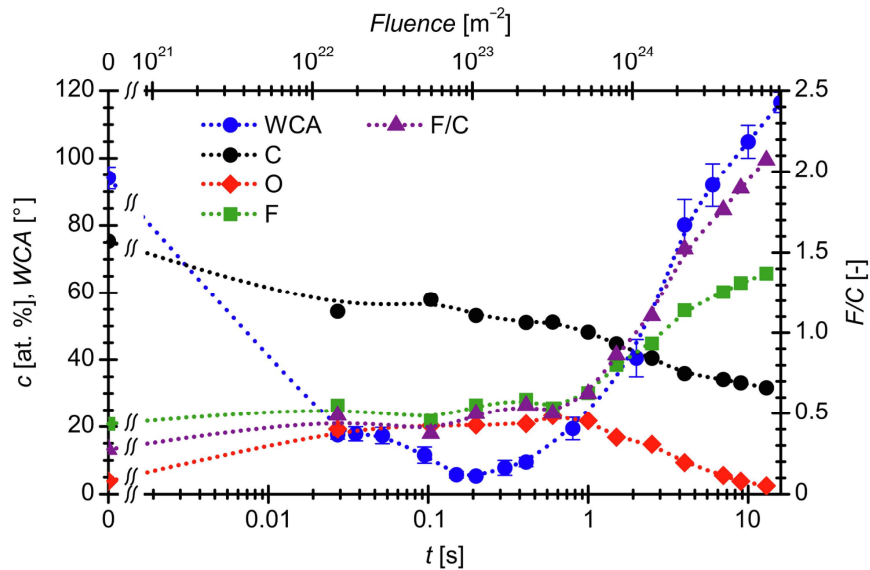 Fluence [m⁻²]
0 10²¹ 10²² 10²³ 10²⁴
120 2.5
WCA F/C
C
O
F
100 2.0
80
1.5
60
1.0
40
0.5
20
0 0.0
0 0.01 0.1 1 10
c [at. %], WCA [°]
F/C [-]
t [s]